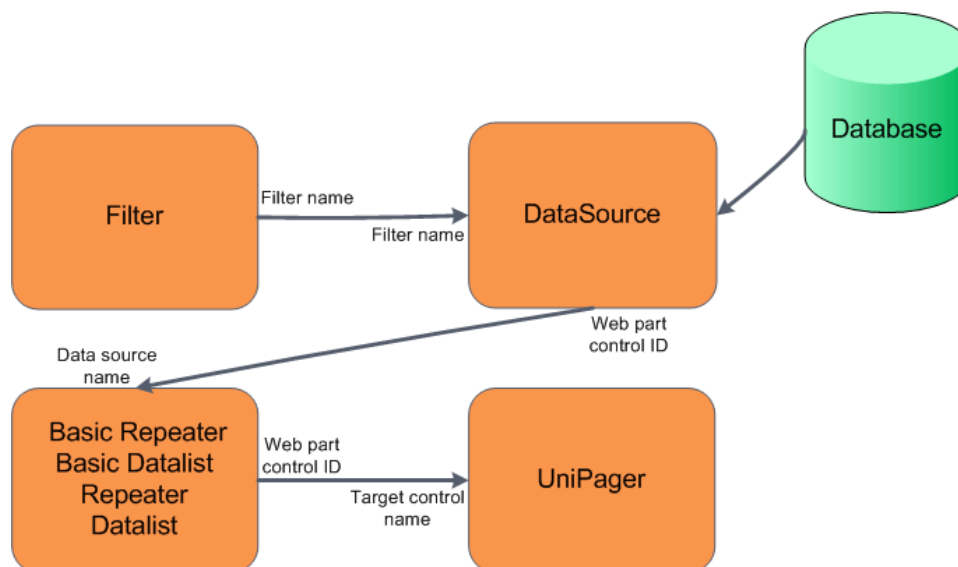 Database
Filter
Filter name
Filter name
DataSource
Web part
control ID
Data source
name
Basic Repeater
Basic Datalist
Repeater
Datalist
Web part
control ID
Target control
name
UniPager